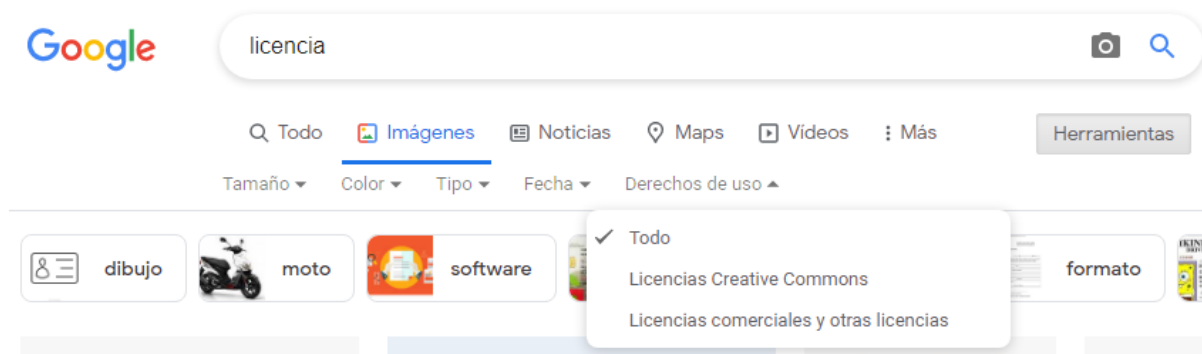 Google
licencia
Todo Imágenes Noticias Maps Vídeos Más Herramientas
Tamaño Color Tipo Fecha Derechos de uso
Todo
Licencias Creative Commons
Licencias comerciales y otras licencias
dibujo moto software formato